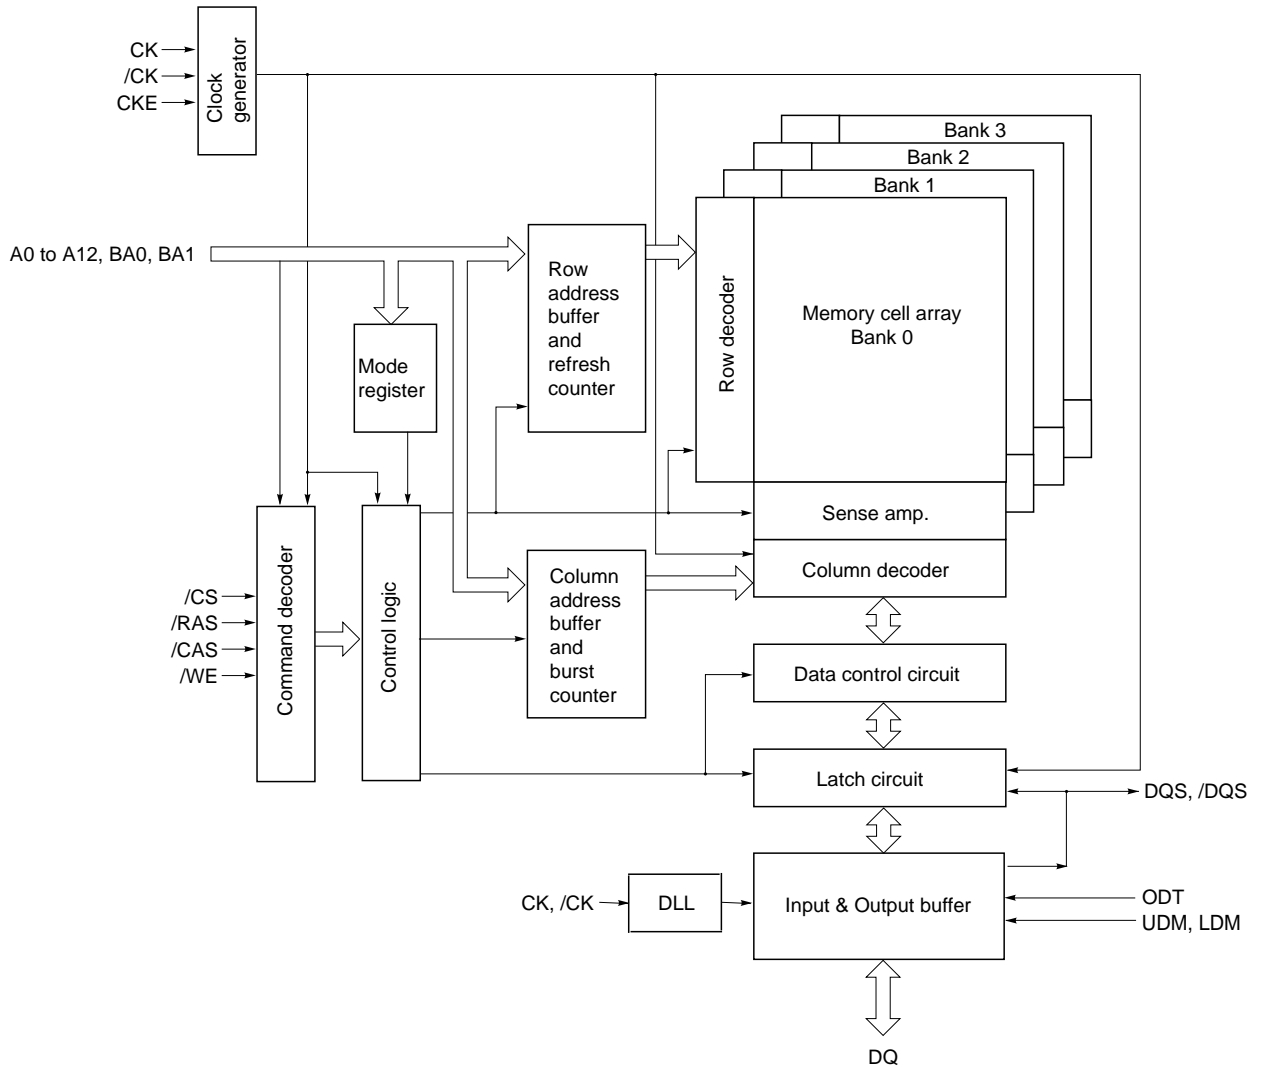 CK
/CK
CKE
Clock
generator
Bank 3
Bank 2
Bank 1
A0 to A12, BA0, BA1
Row
address
buffer
and
refresh
counter
Row decoder
Memory cell array
Bank 0
Mode
register
Sense amp.
Column decoder
Command decoder
Control logic
Column
address
buffer
and
burst
counter
/CS
/RAS
/CAS
/WE
Data control circuit
Latch circuit
DQS, /DQS
CK, /CK
DLL
Input & Output buffer
ODT
UDM, LDM
DQ